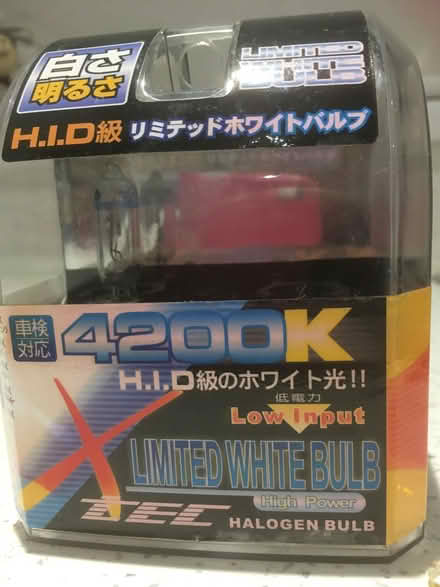 白さ
明るさ
LIMITED
WHITE
BULB
H.I.D級 リミテッドホワイトバルブ
車検
対応
4200K
H.I.D級のホワイト光!!
低電力
Low Input
LIMITED WHITE BULB
High Power
HALOGEN BULB